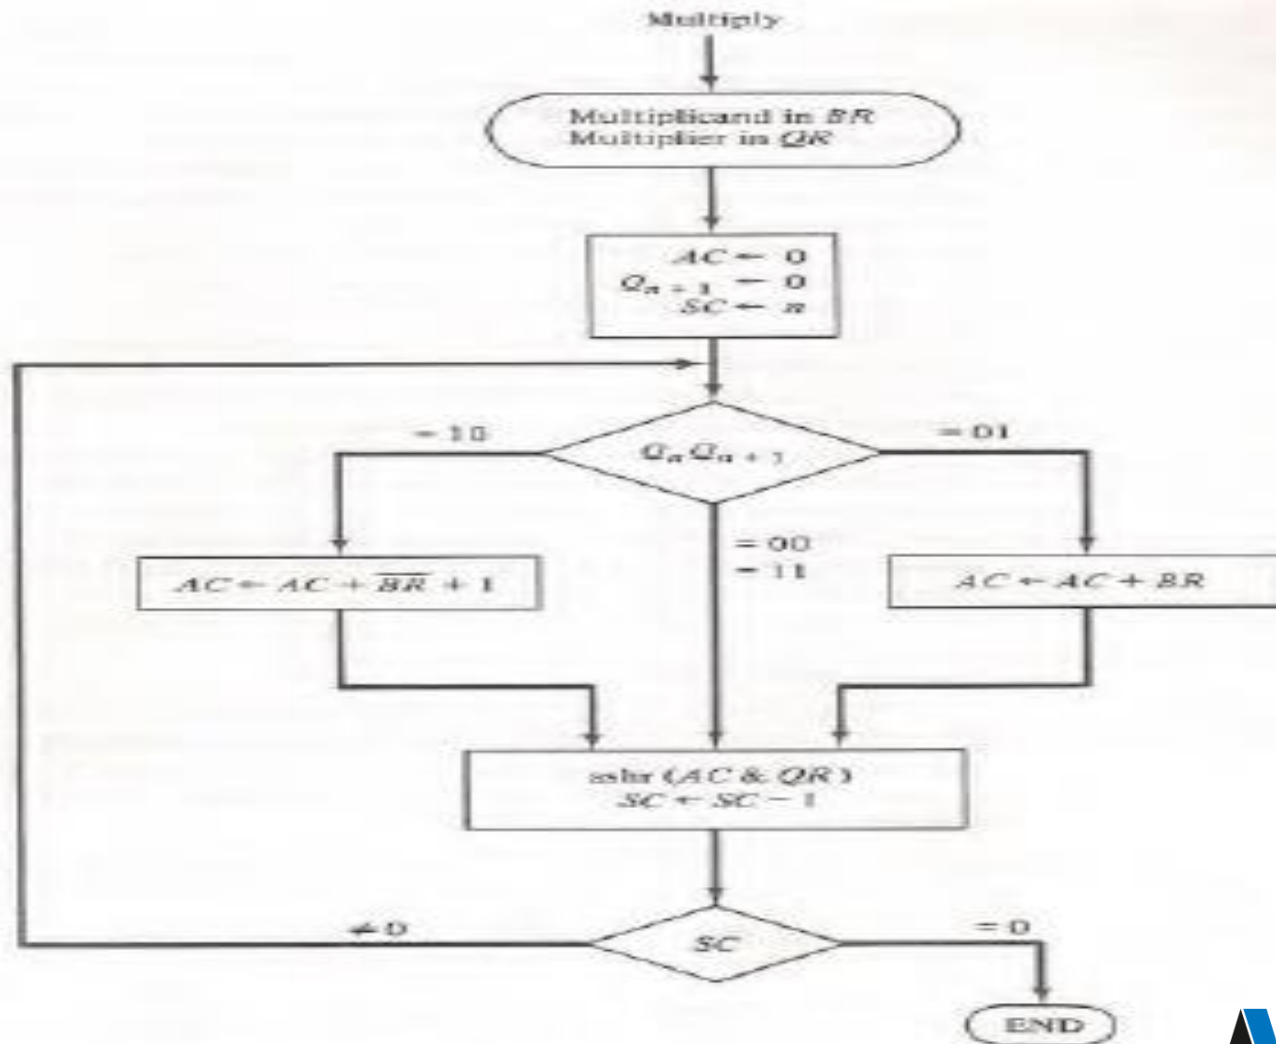 Multiply
Multiplicand in BR
Multiplier in QR
AC ← 0
Qn + 1 ← 0
SC ← n
= 10
QnQn + 1
= 01
= 00
= 11
AC ← AC + B̅R̅ + 1
AC ← AC + BR
ashr (AC & QR)
SC ← SC − 1
≠ 0
SC
= 0
END